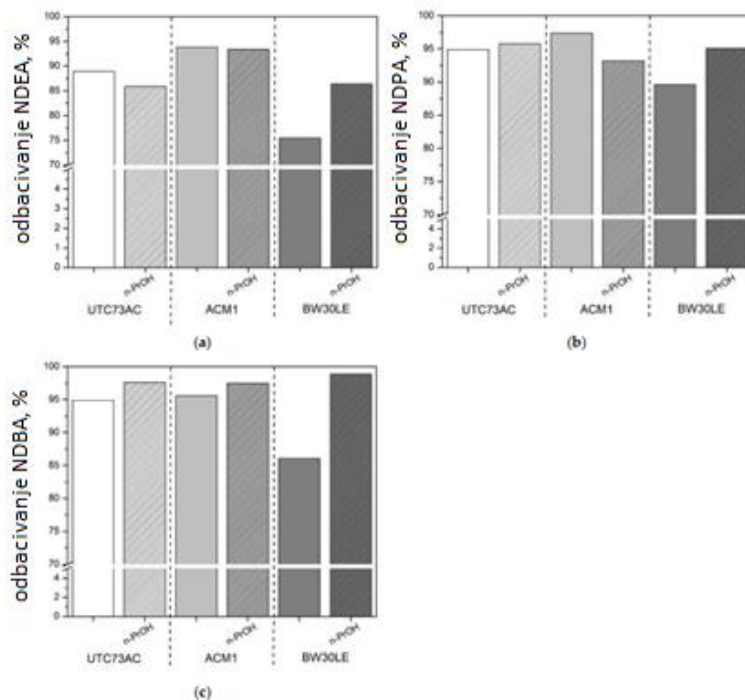 odbacivanje NDEA, %
100
95
90
85
80
75
70
4
3
2
1
0
n-PrOH
n-PrOH
n-PrOH
UTC73AC
ACM1
BW30LE
(a)
odbacivanje NDPA, %
100
95
90
85
80
75
70
4
2
0
n-PrOH
n-PrOH
n-PrOH
UTC73AC
ACM1
BW30LE
(b)
odbacivanje NDBA, %
100
95
90
85
80
75
70
4
2
0
n-PrOH
n-PrOH
n-PrOH
UTC73AC
ACM1
BW30LE
(c)